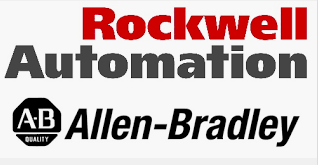 Rockwell
Automation
A-B
QUALITY
Allen-Bradley